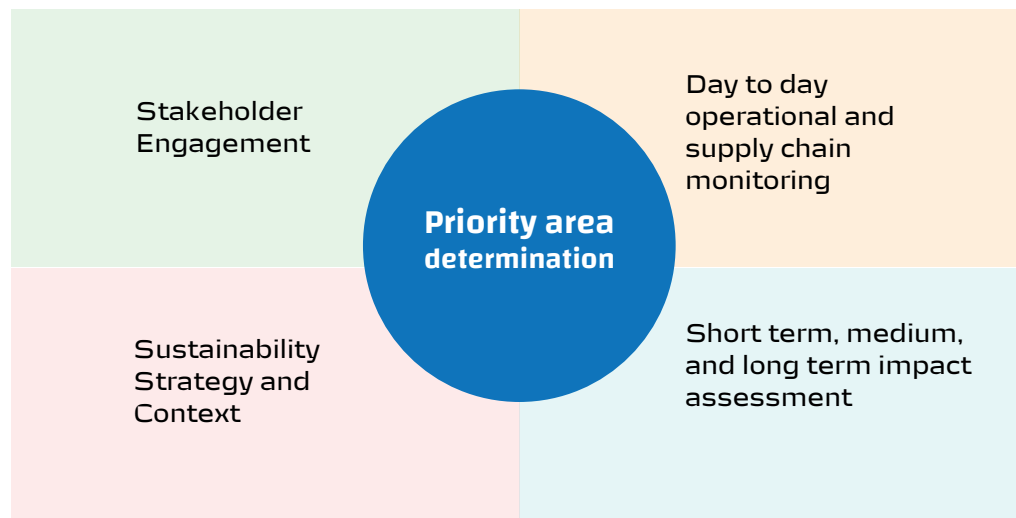 Stakeholder
Engagement
Day to day
operational and
supply chain
monitoring
Priority area
determination
Sustainability
Strategy and
Context
Short term, medium,
and long term impact
assessment